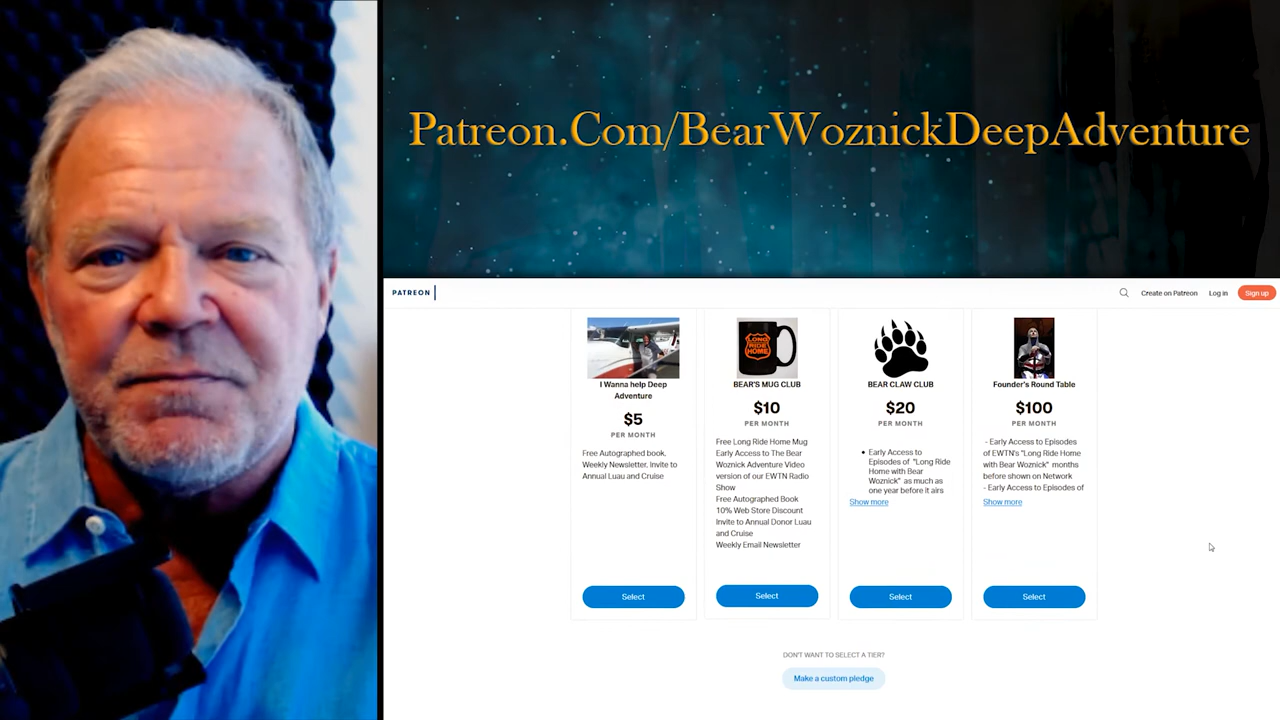 Patreon.Com/BearWoznickDeepAdventure
PATREON
Create on Patreon
Log in
Sign up
I Wanna help Deep
Adventure
$5
PER MONTH
Free Autographed book,
Weekly Newsletter, Invite to
Annual Luau and Cruise
Select
LONG
RIDE
HOME
BEAR'S MUG CLUB
$10
PER MONTH
Free Long Ride Home Mug
Early Access to The Bear
Woznick Adventure Video
version of our EWTN Radio
Show
Free Autographed Book
10% Web Store Discount
Invite to Annual Donor Luau
and Cruise
Weekly Email Newsletter
Select
BEAR CLAW CLUB
$20
PER MONTH
Early Access to
Episodes of "Long Ride
Home with Bear
Woznick" as much as
one year before it airs
Show more
Select
Founder's Round Table
$100
PER MONTH
- Early Access to Episodes
of EWTN's "Long Ride Home
with Bear Woznick" months
before shown on Network
- Early Access to Episodes of
Show more
Select
DON'T WANT TO SELECT A TIER?
Make a custom pledge